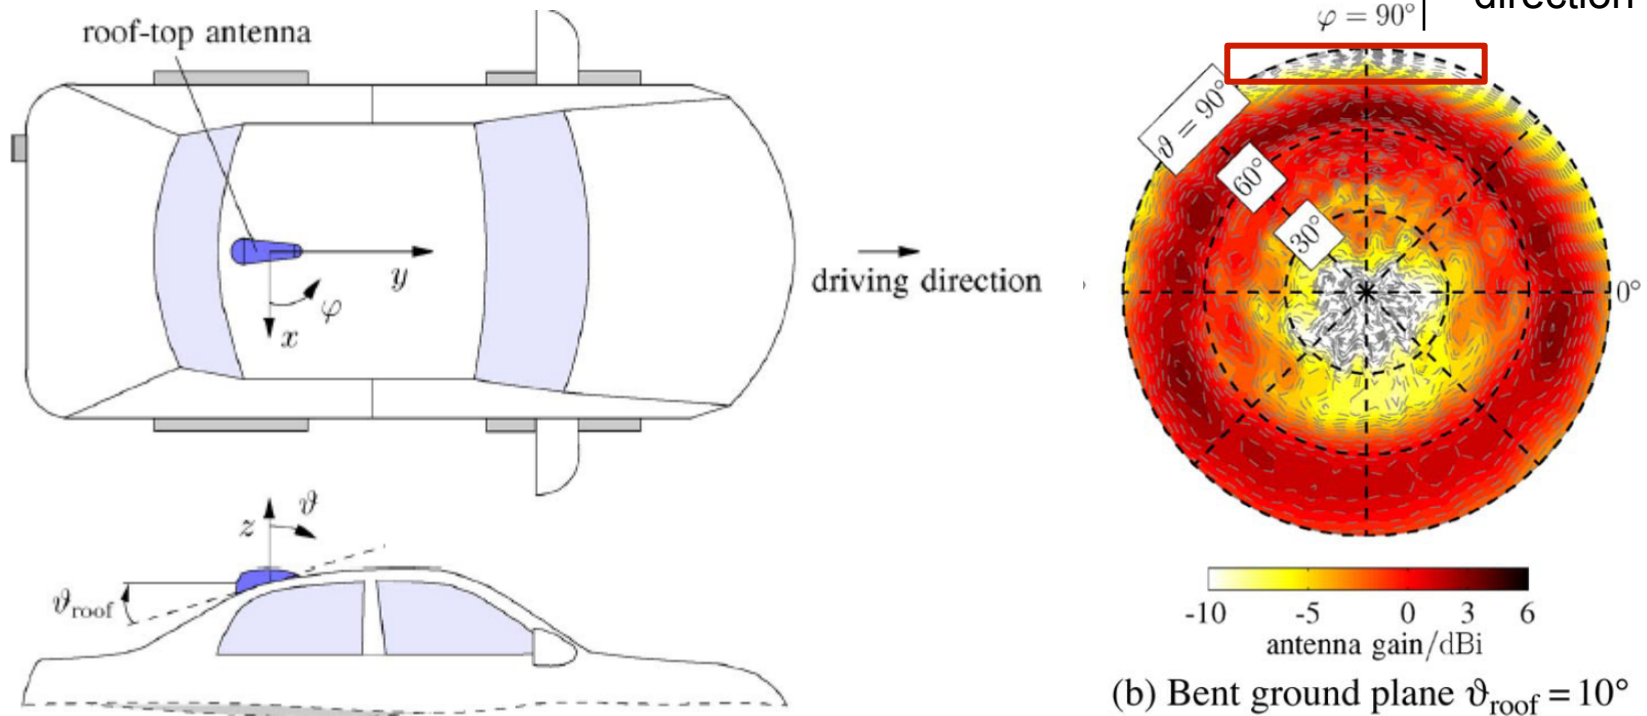 roof-top antenna
y
φ
x
driving direction
z
ϑ
ϑroof
direction
φ = 90°
ϑ = 90°
60°
30°
0°
-10 -5 0 3 6
antenna gain/dBi
(b) Bent ground plane ϑroof = 10°